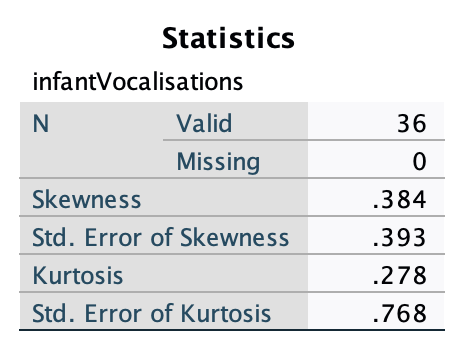 Statistics
infantVocalisations
N Valid 36
Missing 0
Skewness .384
Std. Error of Skewness .393
Kurtosis .278
Std. Error of Kurtosis .768